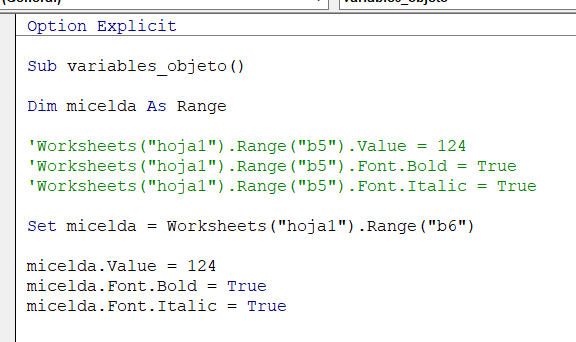 (General)
variables_objeto
Option Explicit
Sub variables_objeto()
Dim micelda As Range
'Worksheets("hoja1").Range("b5").Value = 124
'Worksheets("hoja1").Range("b5").Font.Bold = True
'Worksheets("hoja1").Range("b5").Font.Italic = True
Set micelda = Worksheets("hoja1").Range("b6")
micelda.Value = 124
micelda.Font.Bold = True
micelda.Font.Italic = True